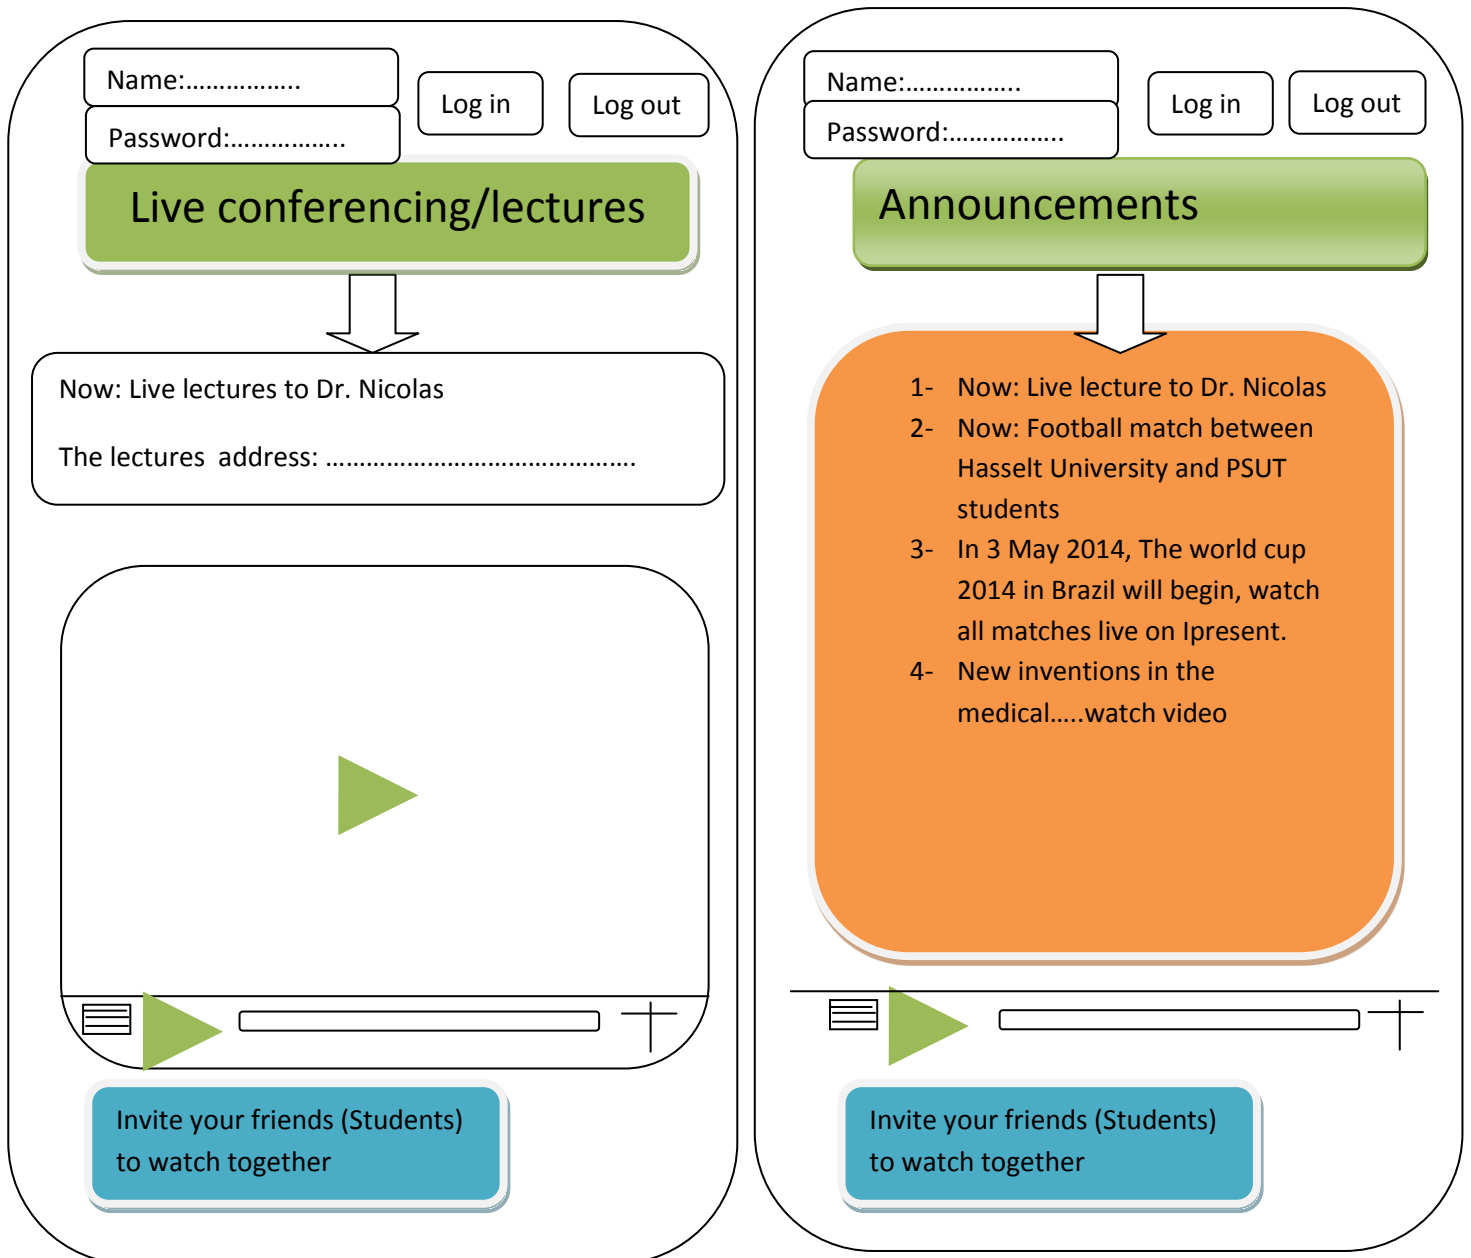 Name:……………..
Password:……………..
Log in
Log out
Live conferencing/lectures
Now: Live lectures to Dr. Nicolas
The lectures  address: ……………………………………….
Invite your friends (Students)
to watch together
Name:……………..
Password:……………..
Log in
Log out
Announcements
1- Now: Live lecture to Dr. Nicolas
2- Now: Football match between
Hasselt University and PSUT
students
3- In 3 May 2014, The world cup
2014 in Brazil will begin, watch
all matches live on Ipresent.
4- New inventions in the
medical…..watch video
Invite your friends (Students)
to watch together